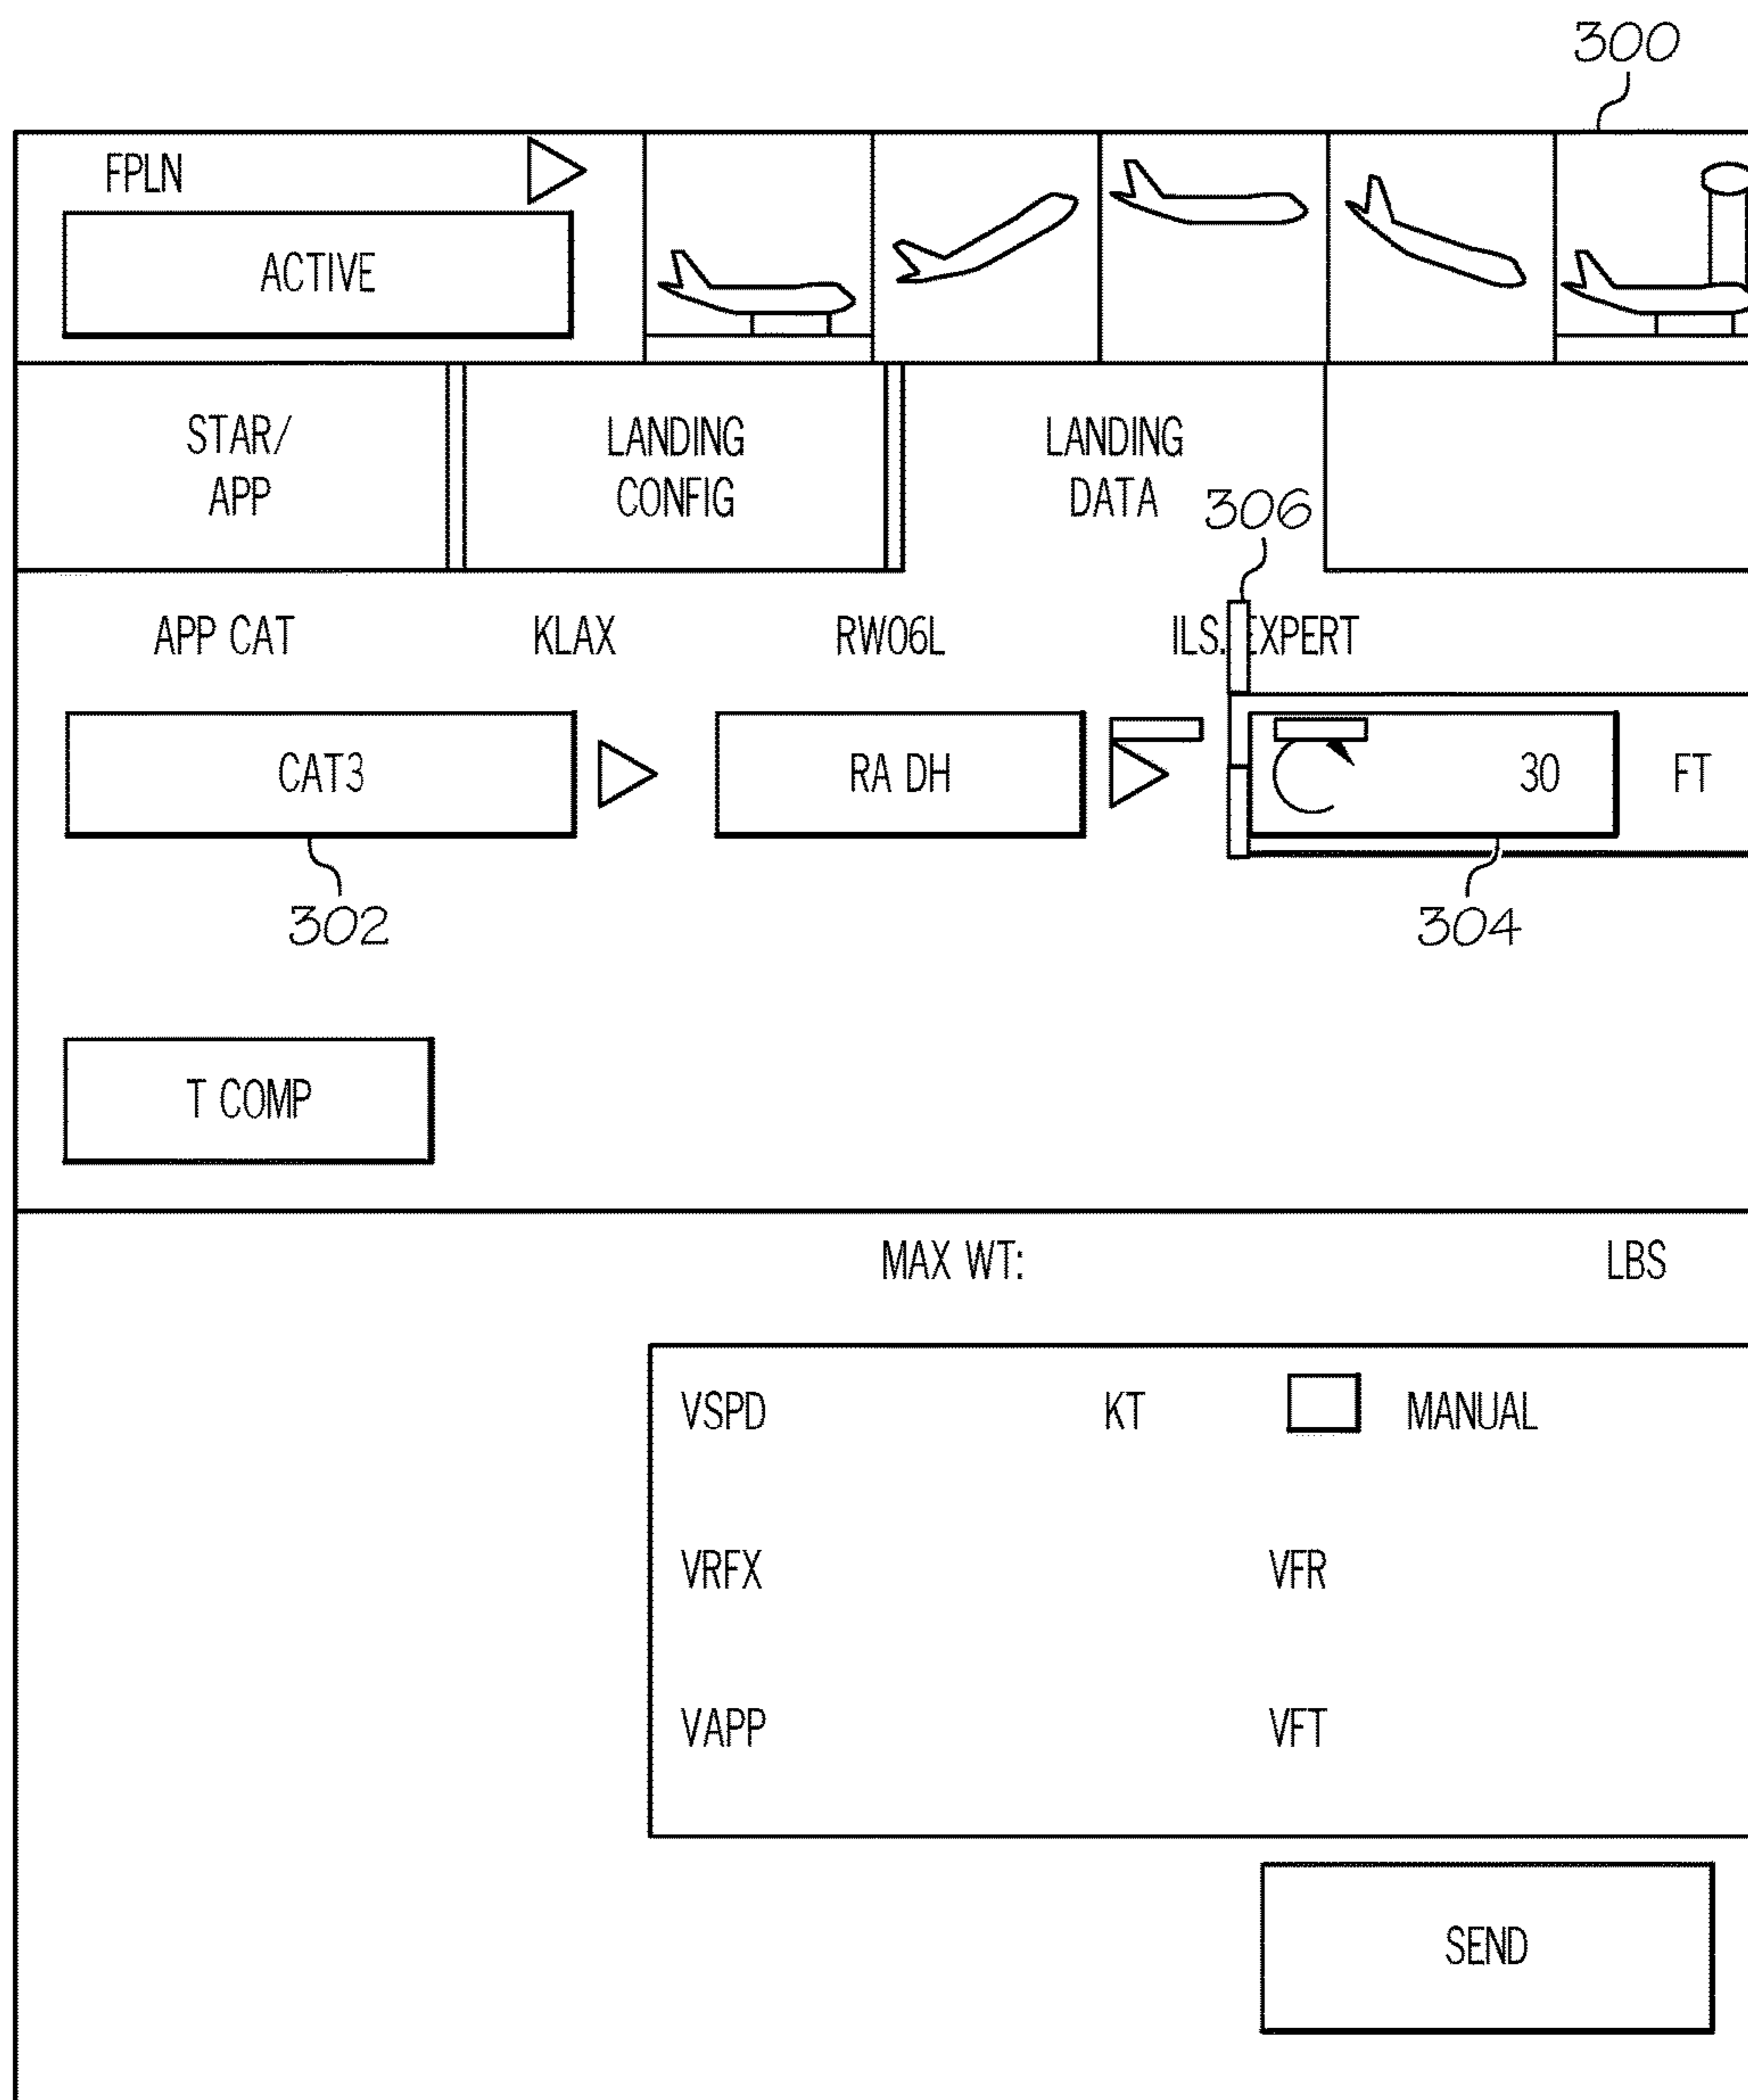 300
FPLN
ACTIVE
STAR/
APP
LANDING
CONFIG
LANDING
DATA
306
APP CAT KLAX RW06L ILS. EXPERT
CAT3 RA DH 30 FT
302 304
T COMP
MAX WT: LBS
VSPD KT MANUAL
VRFX VFR
VAPP VFT
SEND